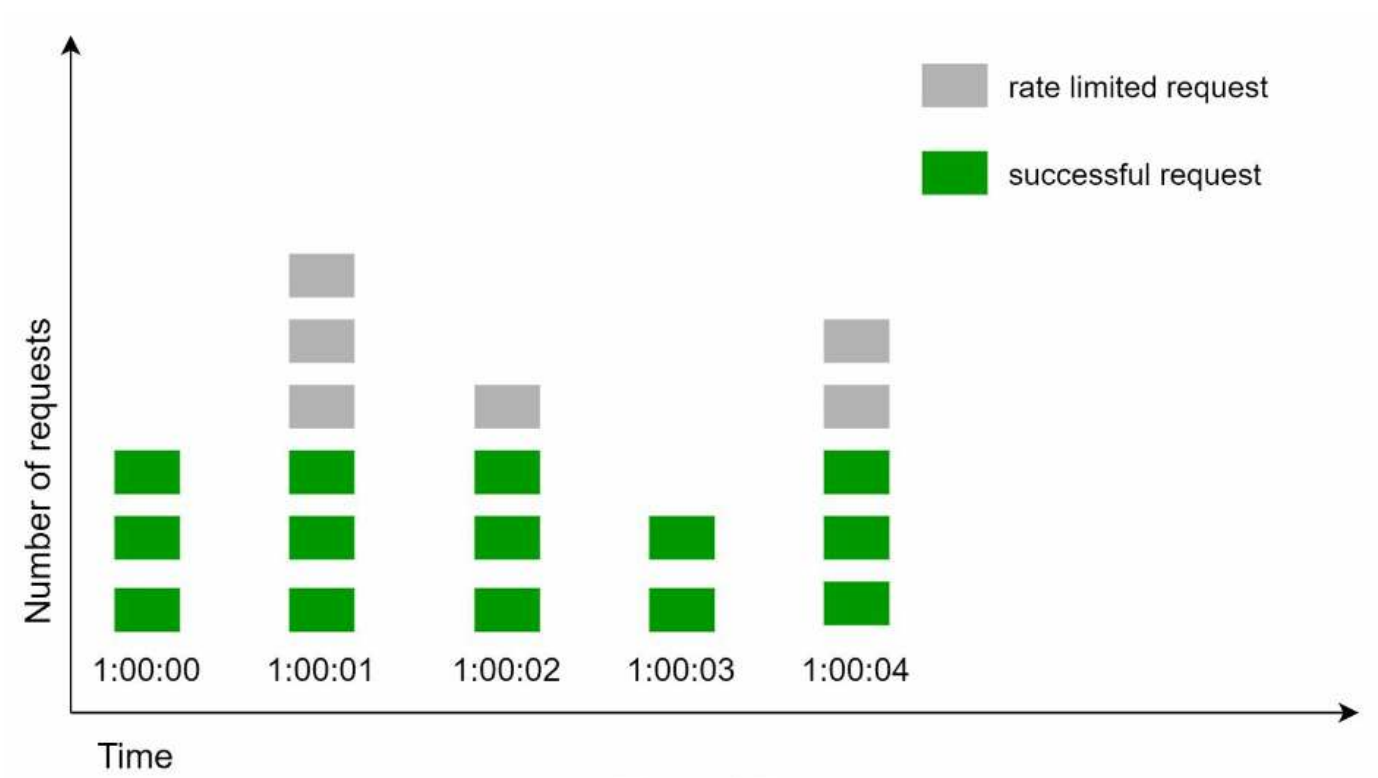 rate limited request
successful request
Number of requests
1:00:00 1:00:01 1:00:02 1:00:03 1:00:04
Time